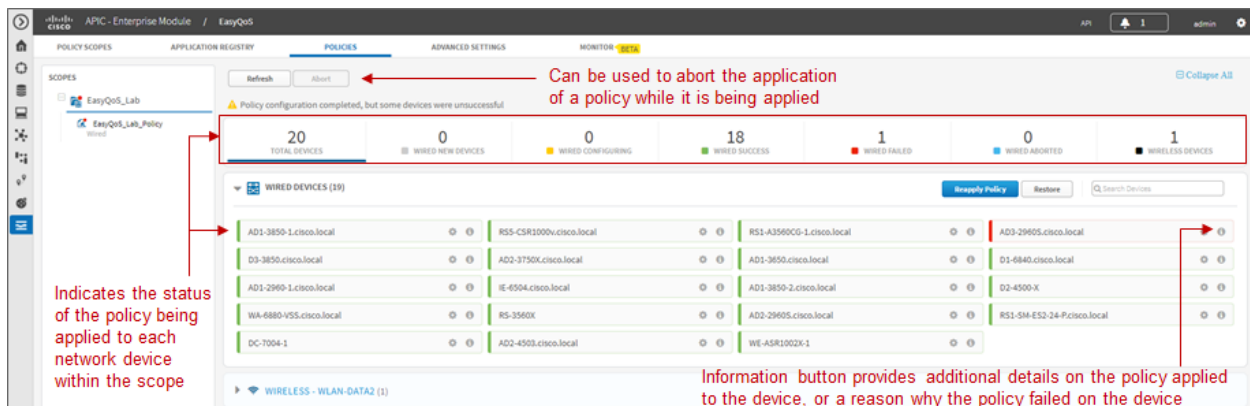 CISCO APIC - Enterprise Module / EasyQoS API 1 admin
POLICY SCOPES APPLICATION REGISTRY POLICIES ADVANCED SETTINGS MONITOR BETA
SCOPES
EasyQoS_Lab
EasyQoS_Lab_Policy
Wired
Refresh Abort
Can be used to abort the application
of a policy while it is being applied
Collapse All
Policy configuration completed, but some devices were unsuccessful
20 0 0 18 1 0 1
TOTAL DEVICES WIRED NEW DEVICES WIRED CONFIGURING WIRED SUCCESS WIRED FAILED WIRED ABORTED WIRELESS DEVICES
WIRED DEVICES (19) Reapply Policy Restore Search Devices
AD1-3850-1.cisco.local RS5-CSR1000v.cisco.local RS1-A3560CG-1.cisco.local AD3-2960S.cisco.local
D3-3850.cisco.local AD2-3750X.cisco.local AD1-3650.cisco.local D1-6840.cisco.local
AD1-2960-1.cisco.local IE-6504.cisco.local AD1-3850-2.cisco.local D2-4500-X
WA-6880-VSS.cisco.local RS-3560X AD2-2960S.cisco.local RS1-SM-ES2-24-P.cisco.local
DC-7004-1 AD2-4503.cisco.local WE-ASR1002X-1
WIRELESS - WLAN-DATA2 (1)
Indicates the status
of the policy being
applied to each
network device
within the scope
Information button provides additional details on the policy applied
to the device, or a reason why the policy failed on the device